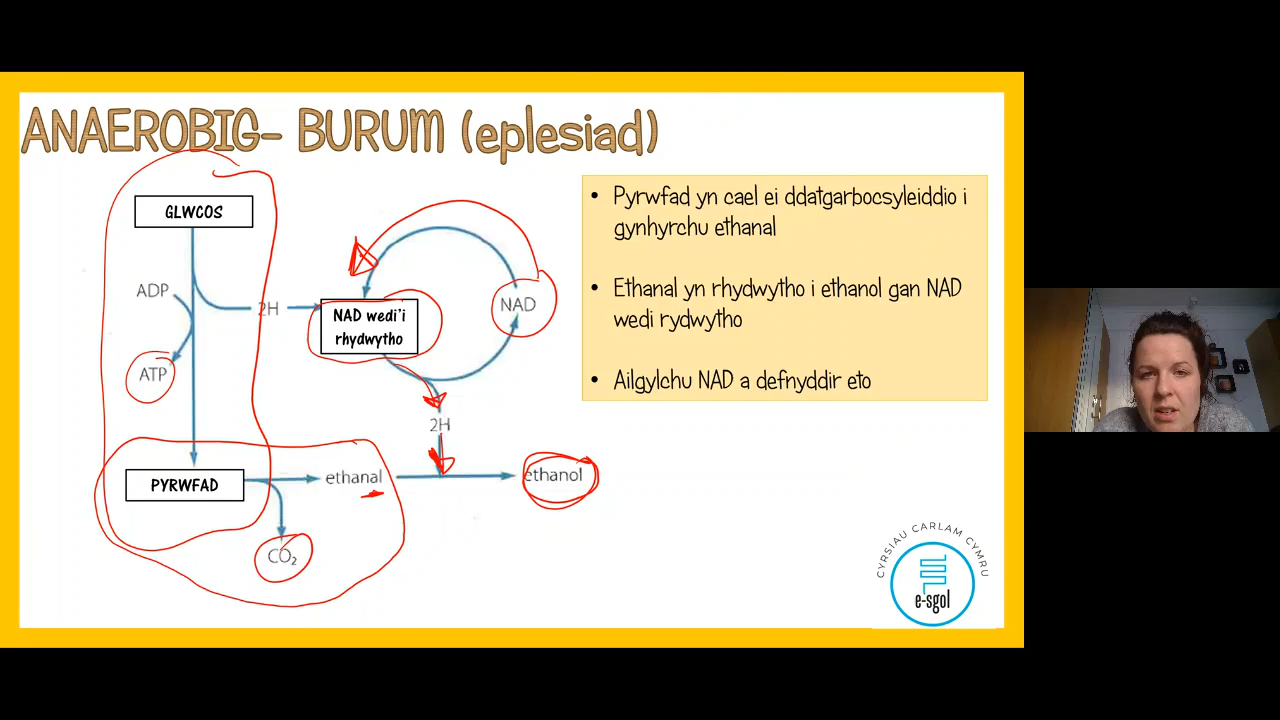 ANAEROBIG- BURUM (eplesiad)
GLWCOS
ADP
2H
ATP
NAD wedi'i
rhydwytho
NAD
2H
PYRWFAD
ethanal
ethanol
CO₂
• Pyrwfad yn cael ei ddatgarbocsyleiddio i
gynhyrchu ethanal
• Ethanal yn rhydwytho i ethanol gan NAD
wedi rydwytho
• Ailgylchu NAD a defnyddir eto
CYRSIAU CARLAM CYMRU
e-sgol